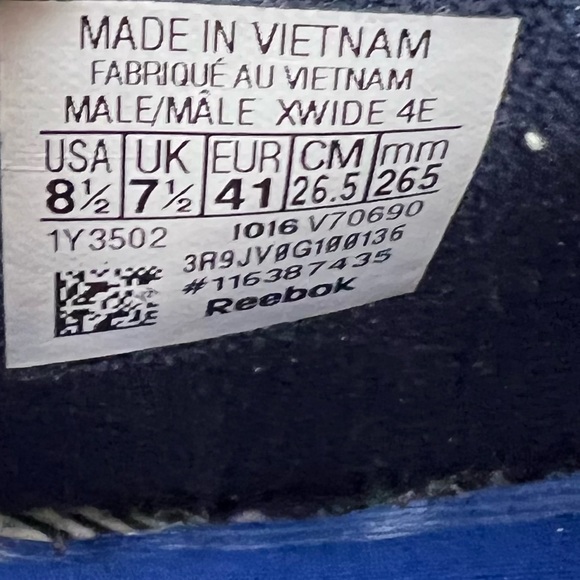 MADE IN VIETNAM
FABRIQUÉ AU VIETNAM
MALE/MÂLE XWIDE 4E
USA UK EUR CM mm
8½ 7½ 41 26.5 265
1Y3502 1016 V70690
3R9JV0G100136
#116387435
Reebok